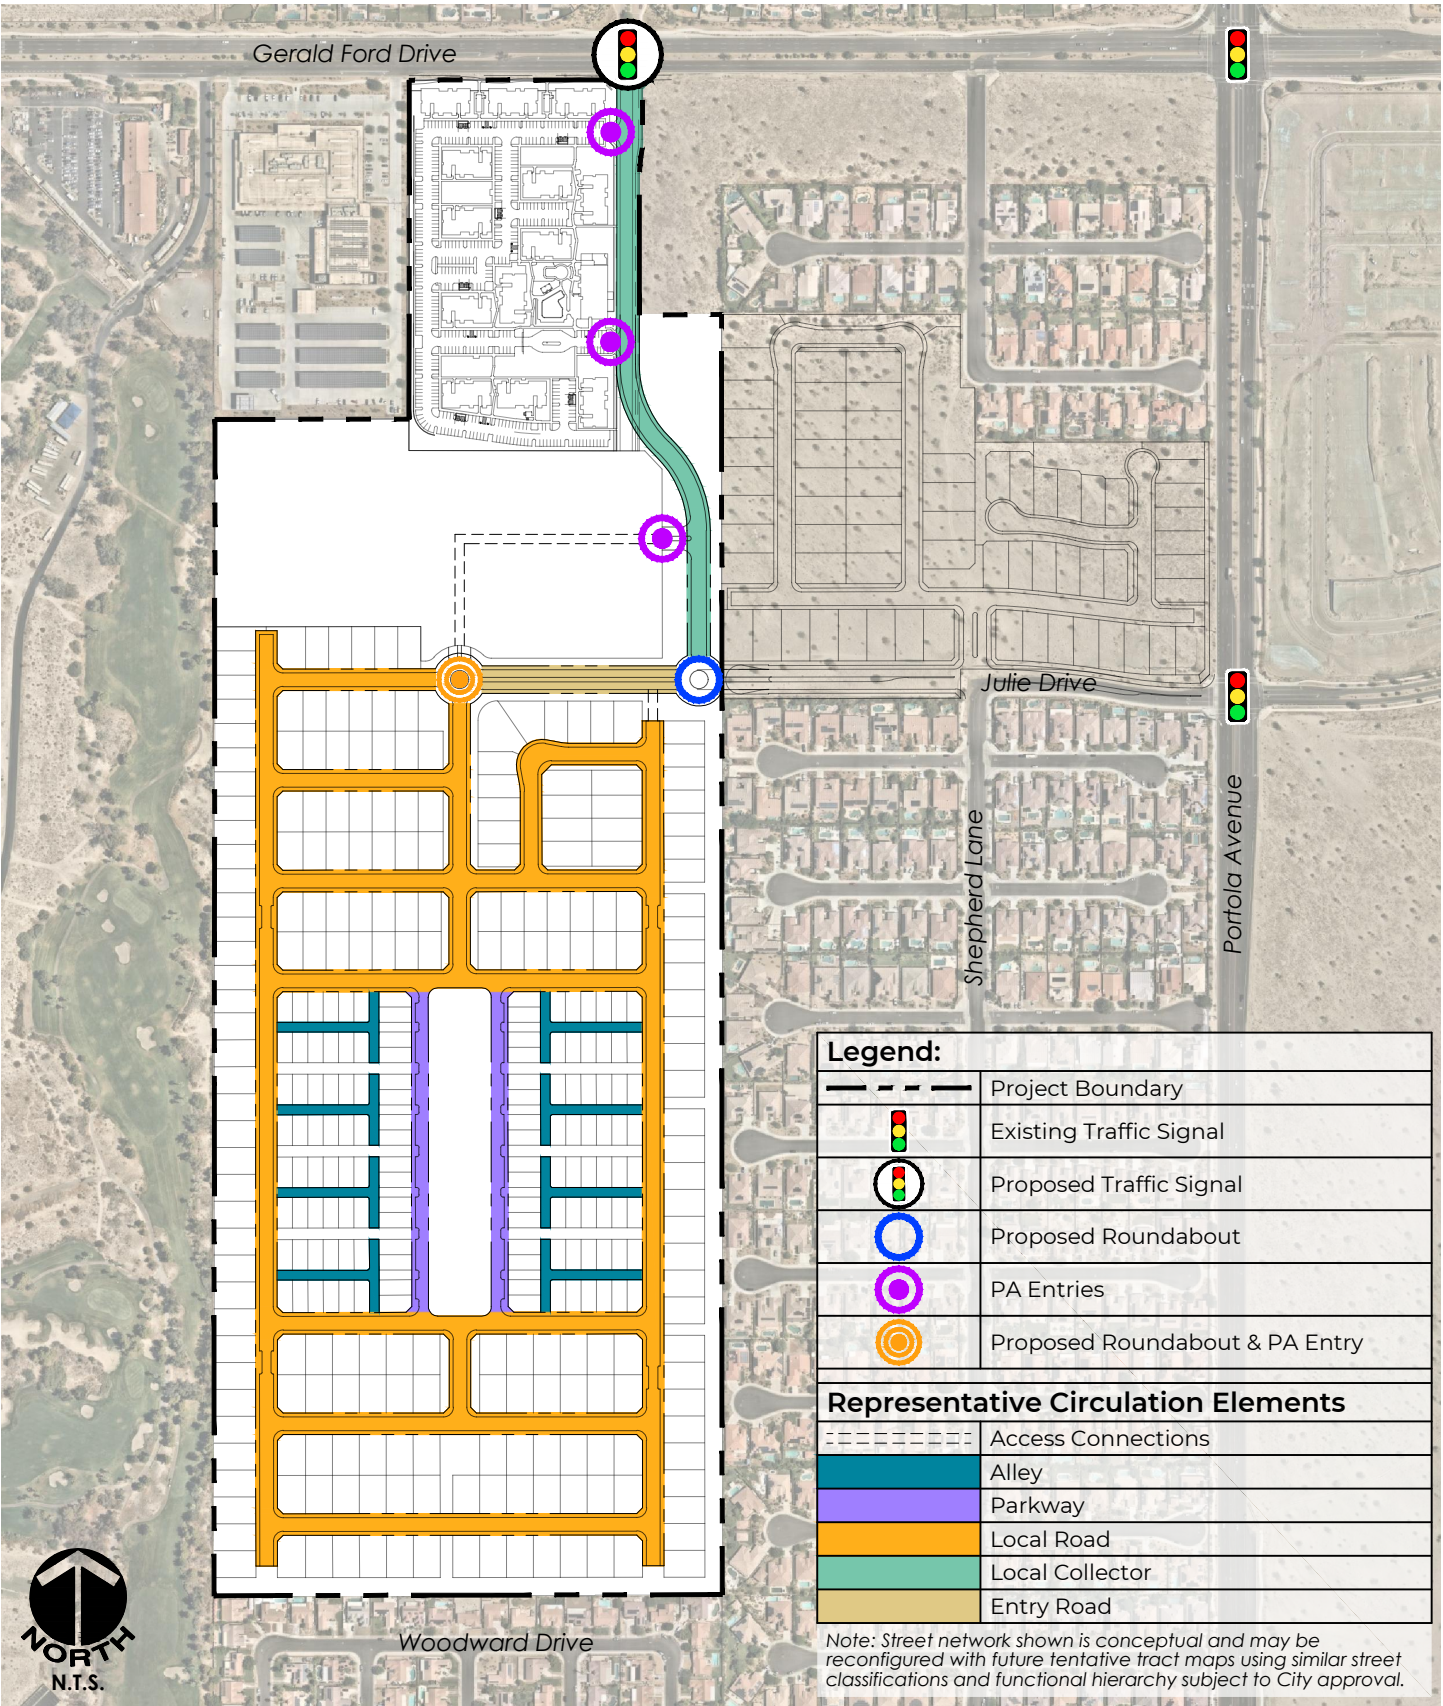 Gerald Ford Drive
Julie Drive
Shepherd Lane
Portola Avenue
Woodward Drive
NORTH
N.T.S.
Legend:
Project Boundary
Existing Traffic Signal
Proposed Traffic Signal
Proposed Roundabout
PA Entries
Proposed Roundabout & PA Entry
Representative Circulation Elements
Access Connections
Alley
Parkway
Local Road
Local Collector
Entry Road
Note: Street network shown is conceptual and may be
reconfigured with future tentative tract maps using similar street
classifications and functional hierarchy subject to City approval.